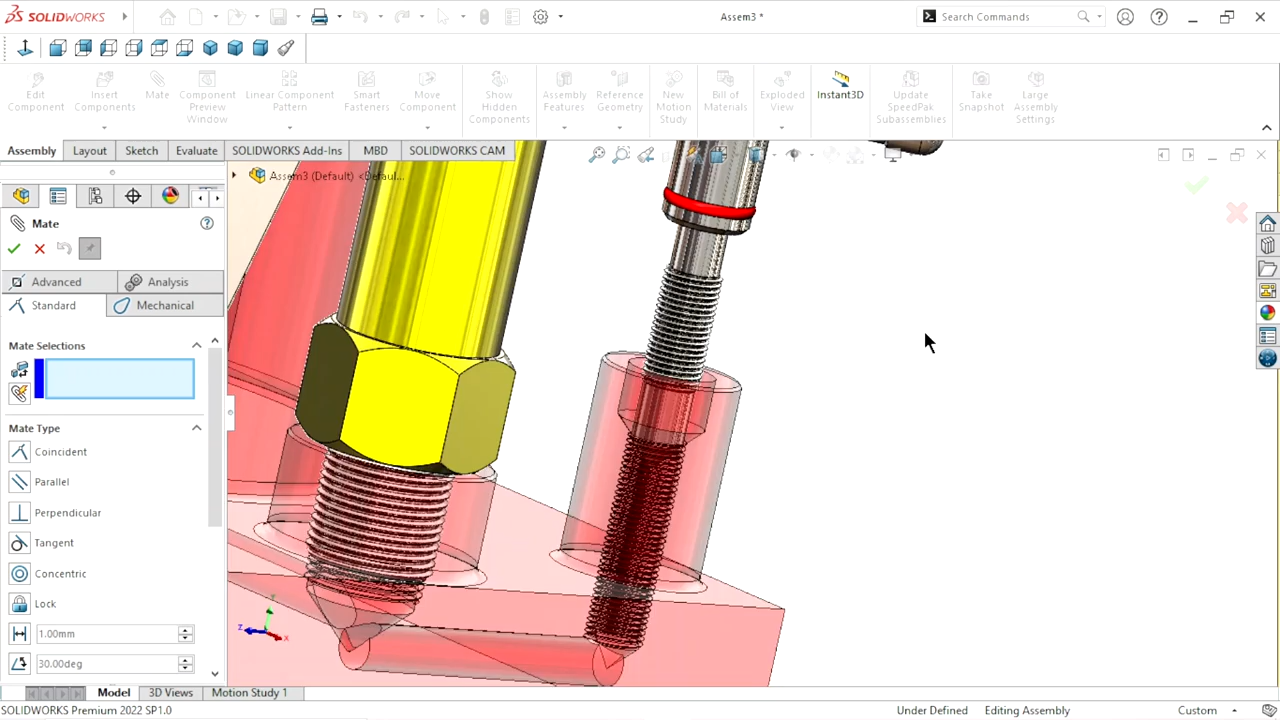 SOLIDWORKS
Assem3 *
Search Commands
Edit Component
Insert Components
Mate
Component Preview Window
Linear Component Pattern
Smart Fasteners
Move Component
Show Hidden Components
Assembly Features
Reference Geometry
New Motion Study
Bill of Materials
Exploded View
Instant3D
Update SpeedPak Subassemblies
Take Snapshot
Large Assembly Settings
Assembly
Layout
Sketch
Evaluate
SOLIDWORKS Add-Ins
MBD
SOLIDWORKS CAM
Assem3 (Default) <Defaul...
Mate
Advanced
Analysis
Standard
Mechanical
Mate Selections
Mate Type
Coincident
Parallel
Perpendicular
Tangent
Concentric
Lock
1.00mm
30.00deg
Y
Z
X
Model
3D Views
Motion Study 1
SOLIDWORKS Premium 2022 SP1.0
Under Defined
Editing Assembly
Custom